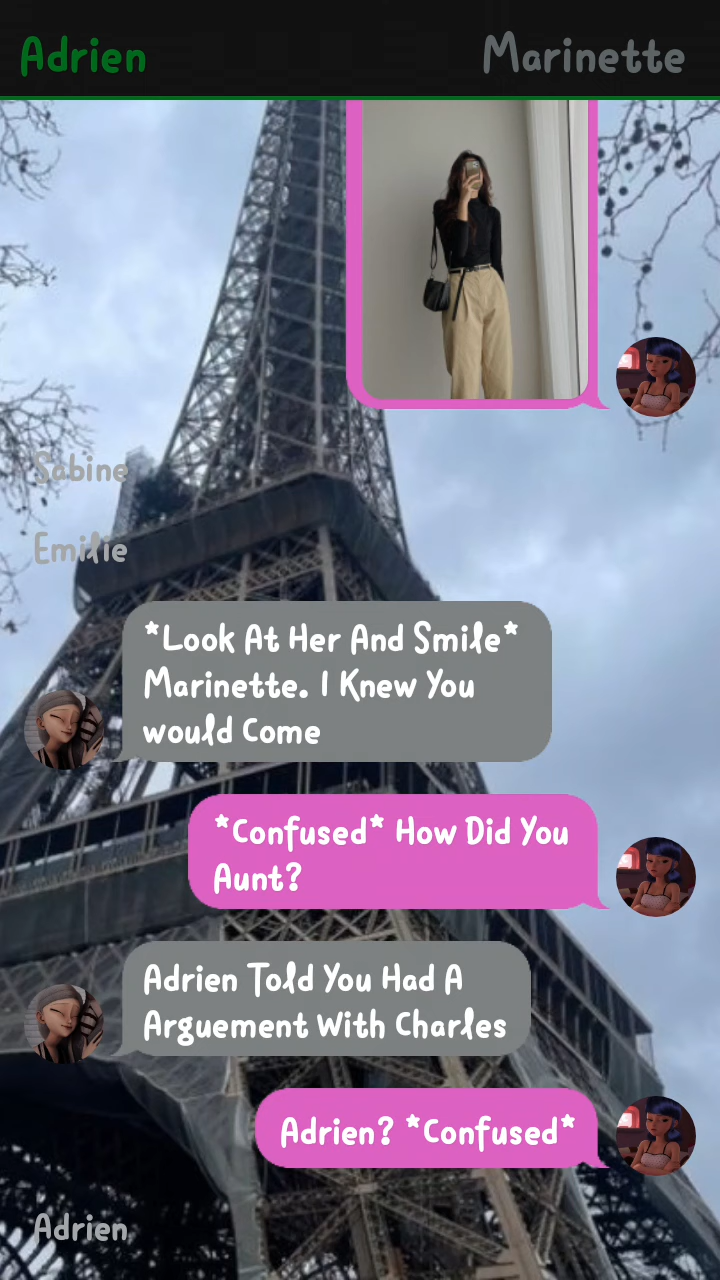 Adrien
Marinette
Sabine
Emilie
*Look At Her And Smile*
Marinette. I Knew You
would Come
*Confused* How Did You
Aunt?
Adrien Told You Had A
Arguement With Charles
Adrien? *Confused*
Adrien